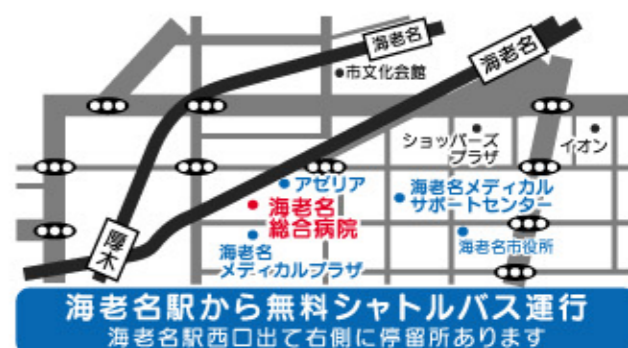 海老名
海老名
●市文化会館
ショッパーズ
プラザ
イオン
アゼリア
海老名
総合病院
海老名メディカル
サポートセンター
海老名
メディカルプラザ
海老名市役所
厚木
海老名駅から無料シャトルバス運行
海老名駅西口出て右側に停留所あります